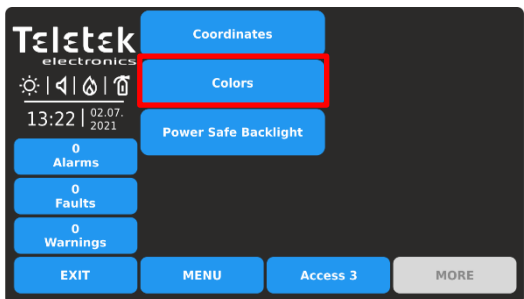 Teletek
electronics
13:22 | 02.07.
2021
0
Alarms
0
Faults
0
Warnings
EXIT
Coordinates
Colors
Power Safe Backlight
MENU
Access 3
MORE